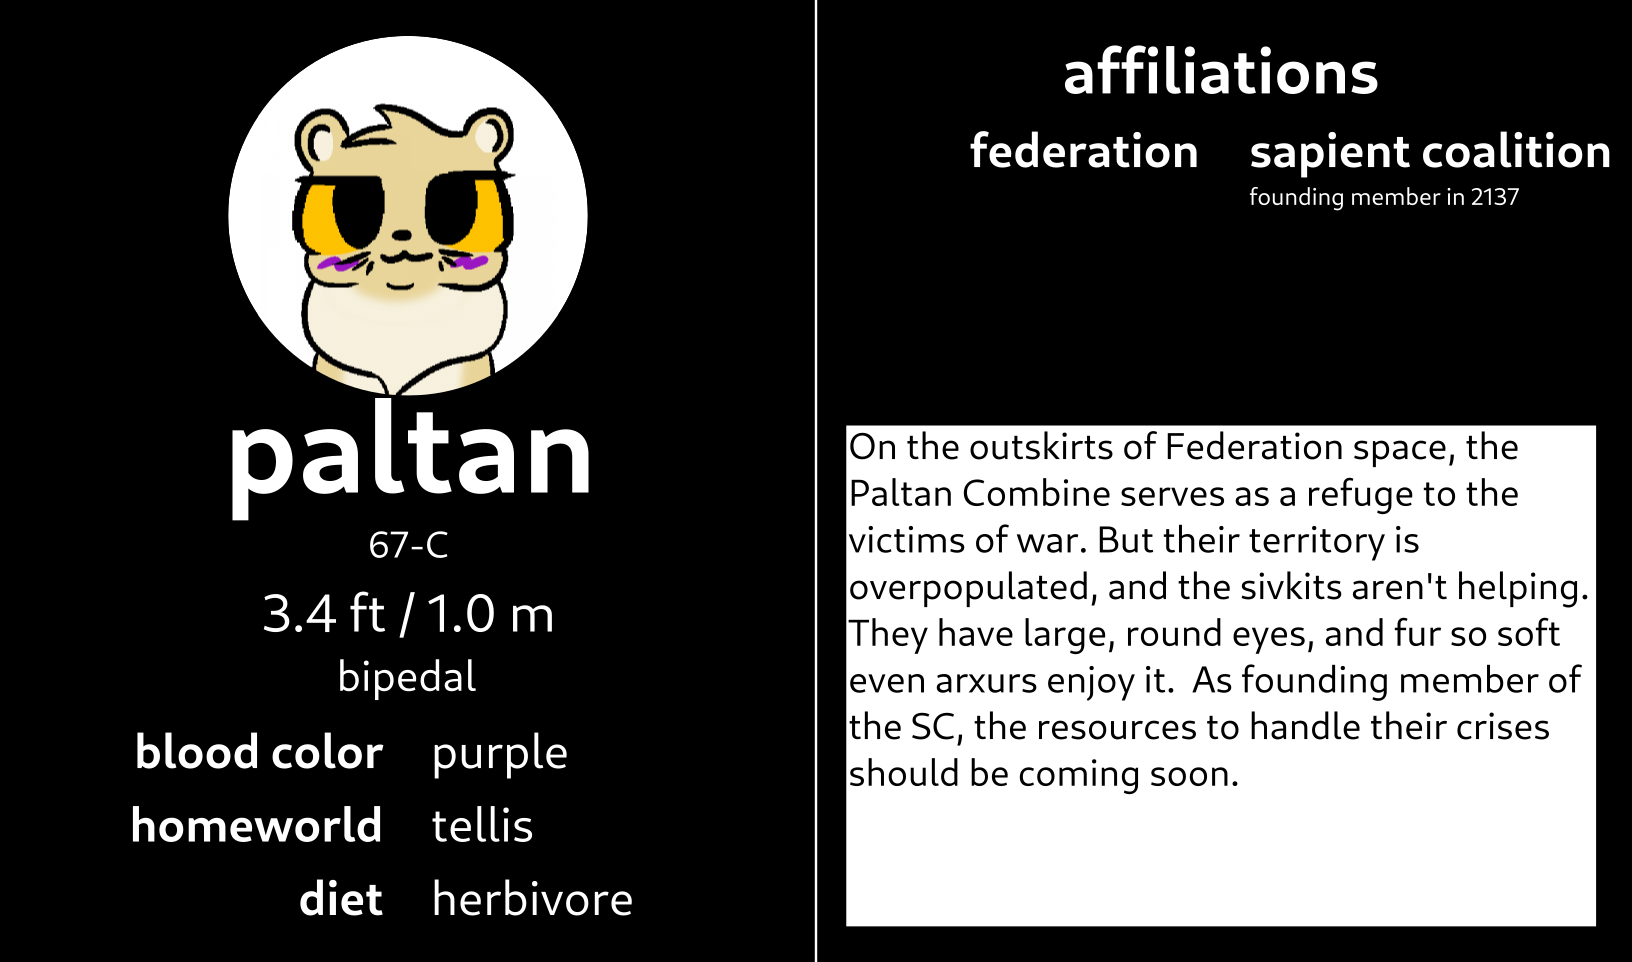 paltan
67-C
3.4 ft / 1.0 m
bipedal
blood color purple
homeworld tellis
diet herbivore
affiliations
federation sapient coalition
founding member in 2137
On the outskirts of Federation space, the
Paltan Combine serves as a refuge to the
victims of war. But their territory is
overpopulated, and the sivkits aren't helping.
They have large, round eyes, and fur so soft
even arxurs enjoy it.  As founding member of
the SC, the resources to handle their crises
should be coming soon.